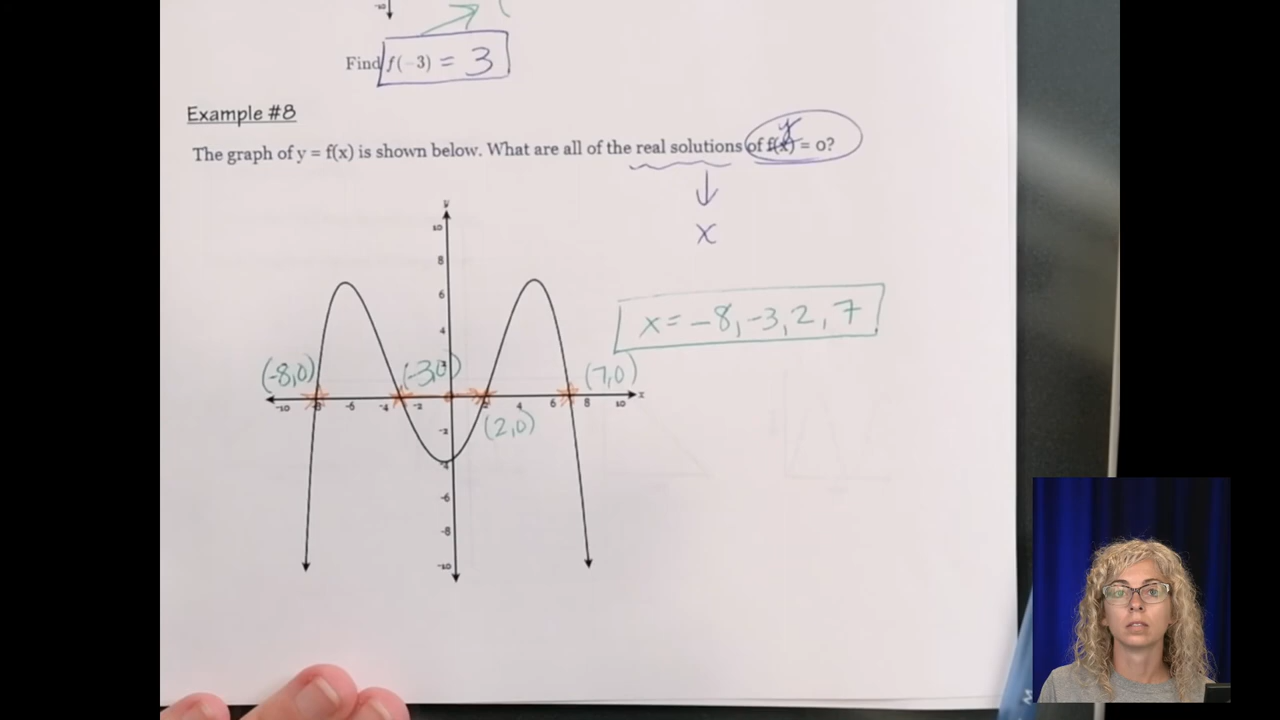 -10
Find f(-3) = 3
Example #8
The graph of y = f(x) is shown below. What are all of the real solutions of f(x) = 0?
y
x
y
10
8
6
4
x = -8, -3, 2, 7
(-8,0) (-3,0) (7,0)
-10 -8 -6 -4 -2 2 4 6 8 10 x
(2,0)
-2
-4
-6
-8
-10